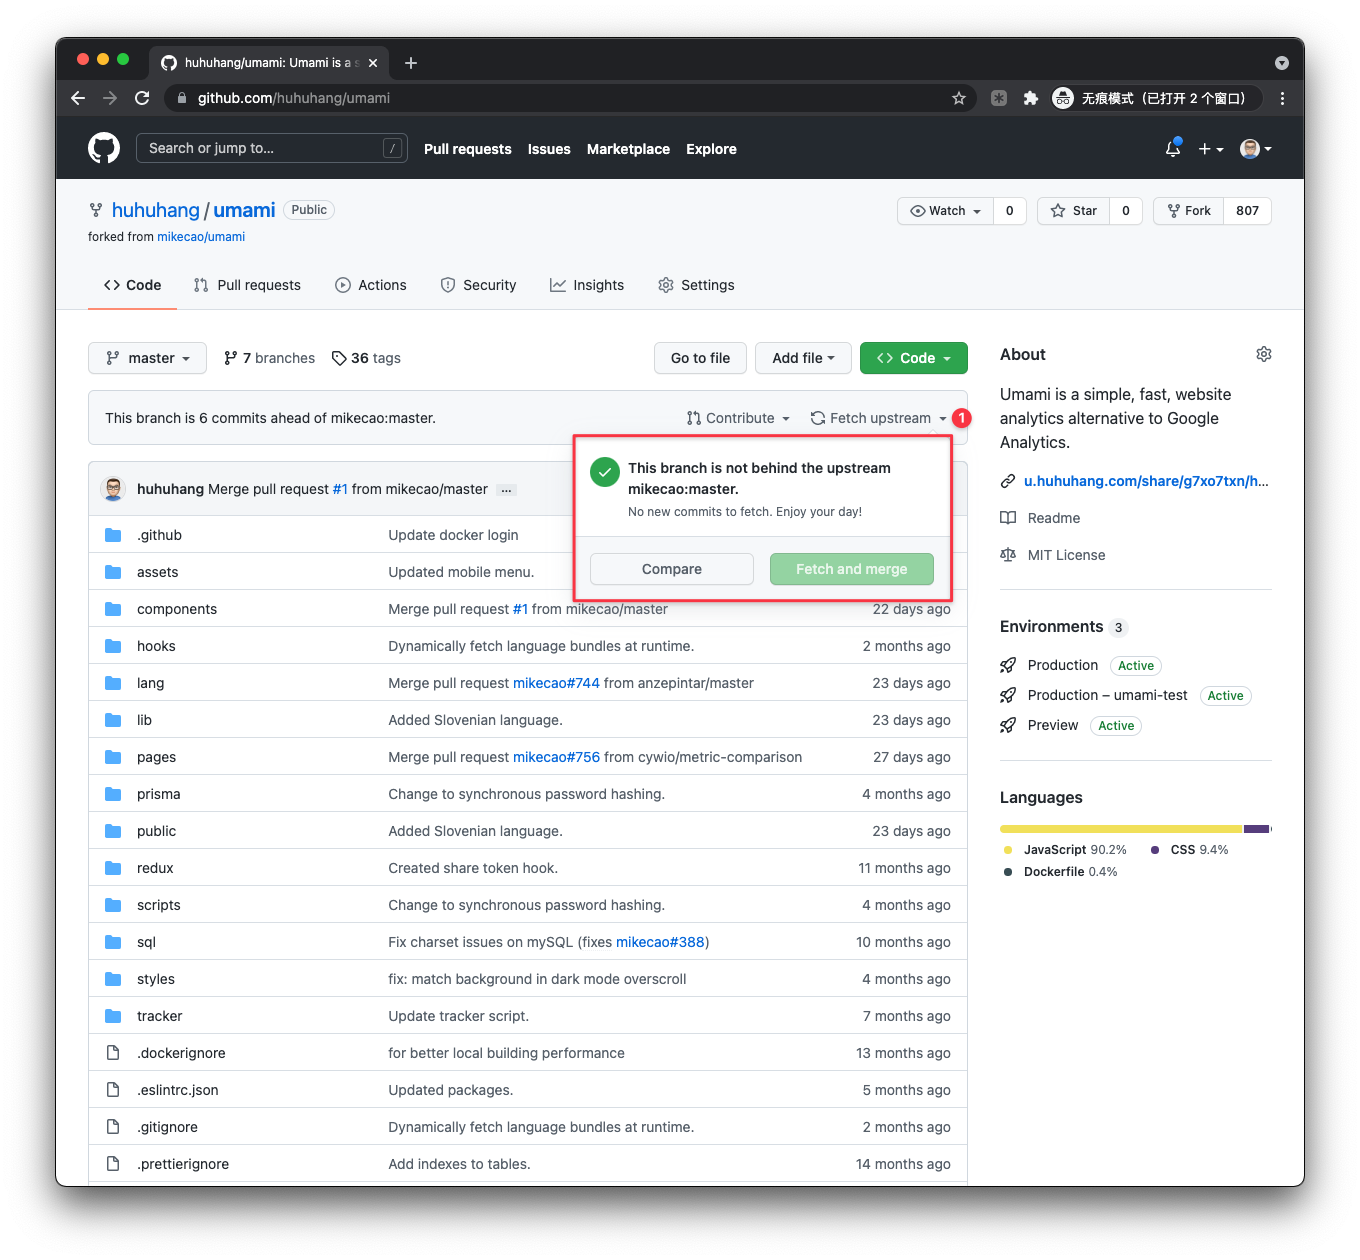 huhuhang/umami: Umami is a s
github.com/huhuhang/umami
无痕模式（已打开 2 个窗口）
Search or jump to...
/
Pull requests
Issues
Marketplace
Explore
huhuhang / umami
Public
Watch
0
Star
0
Fork
807
forked from mikecao/umami
Code
Pull requests
Actions
Security
Insights
Settings
master
7 branches
36 tags
Go to file
Add file
Code
This branch is 6 commits ahead of mikecao:master.
Contribute
Fetch upstream
1
This branch is not behind the upstream
mikecao:master.
No new commits to fetch. Enjoy your day!
Compare
Fetch and merge
huhuhang Merge pull request #1 from mikecao/master ...
.github
Update docker login
assets
Updated mobile menu.
components
Merge pull request #1 from mikecao/master
22 days ago
hooks
Dynamically fetch language bundles at runtime.
2 months ago
lang
Merge pull request mikecao#744 from anzepintar/master
23 days ago
lib
Added Slovenian language.
23 days ago
pages
Merge pull request mikecao#756 from cywio/metric-comparison
27 days ago
prisma
Change to synchronous password hashing.
4 months ago
public
Added Slovenian language.
23 days ago
redux
Created share token hook.
11 months ago
scripts
Change to synchronous password hashing.
4 months ago
sql
Fix charset issues on mySQL (fixes mikecao#388)
10 months ago
styles
fix: match background in dark mode overscroll
4 months ago
tracker
Update tracker script.
7 months ago
.dockerignore
for better local building performance
13 months ago
.eslintrc.json
Updated packages.
5 months ago
.gitignore
Dynamically fetch language bundles at runtime.
2 months ago
.prettierignore
Add indexes to tables.
14 months ago
About
Umami is a simple, fast, website
analytics alternative to Google
Analytics.
u.huhuhang.com/share/g7xo7txn/h...
Readme
MIT License
Environments 3
Production Active
Production – umami-test Active
Preview Active
Languages
JavaScript 90.2%
CSS 9.4%
Dockerfile 0.4%